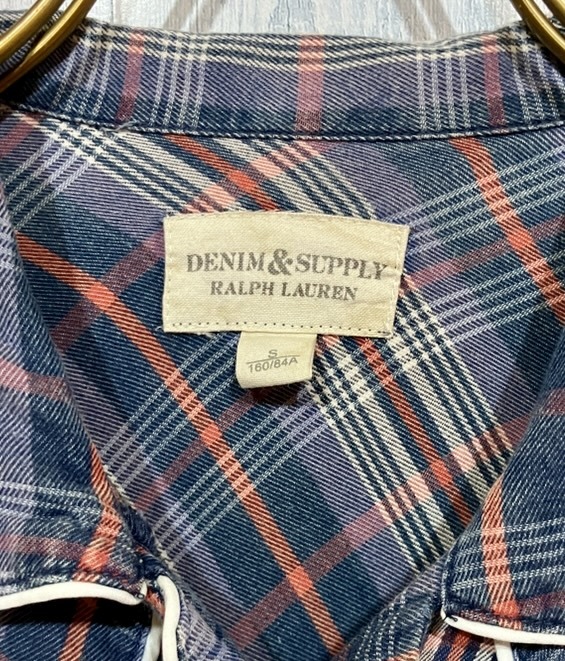 DENIM&SUPPLY
RALPH LAUREN
S
160/84A